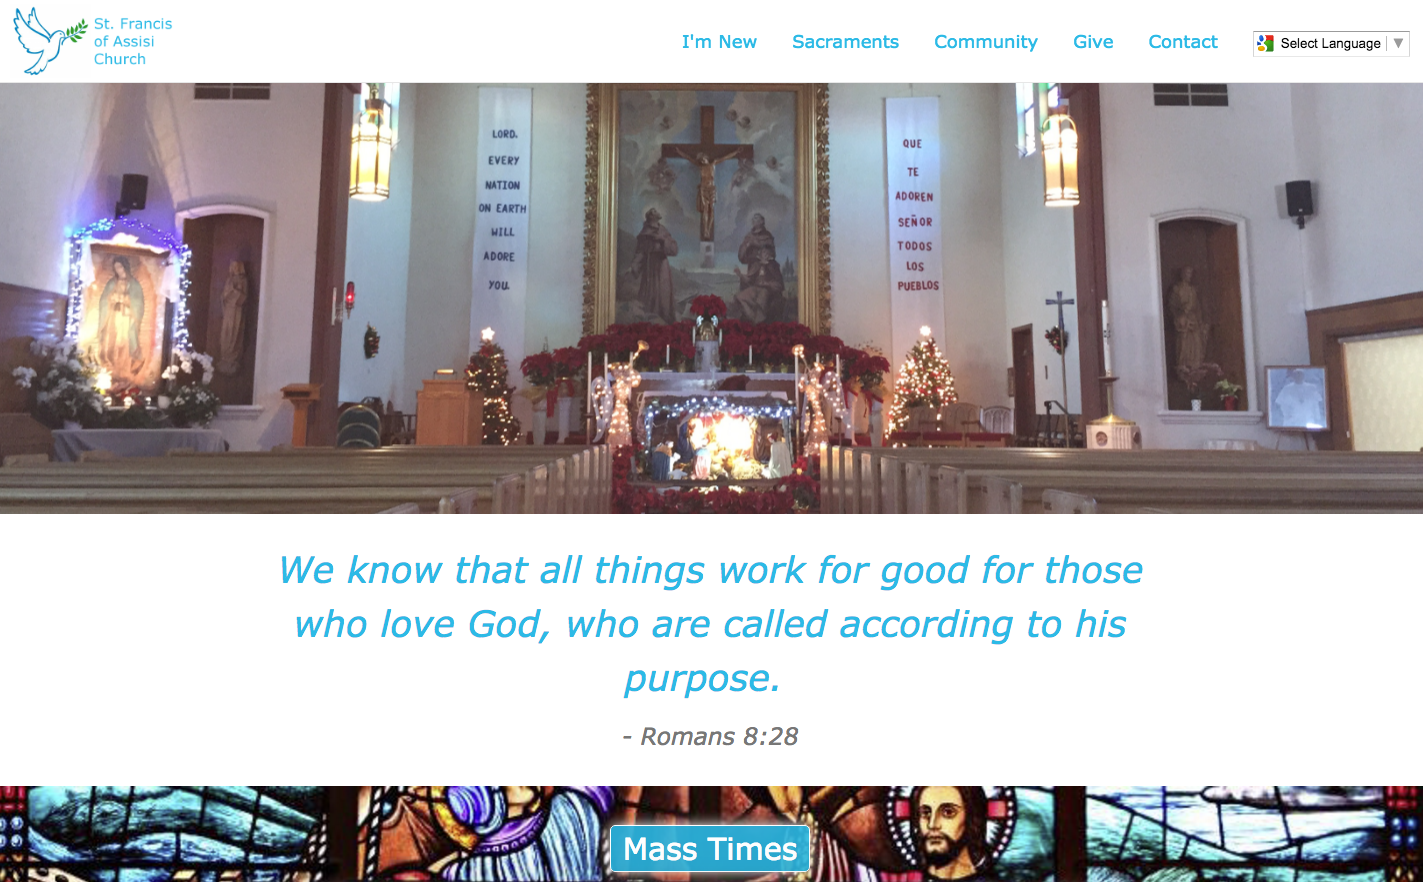 St. Francis
of Assisi
Church
I'm New
Sacraments
Community
Give
Contact
Select Language
LORD,
EVERY
NATION
ON EARTH
WILL
ADORE
YOU.
QUE
TE
ADOREN
SEÑOR
TODOS
LOS
PUEBLOS
We know that all things work for good for those
who love God, who are called according to his
purpose.
- Romans 8:28
Mass Times